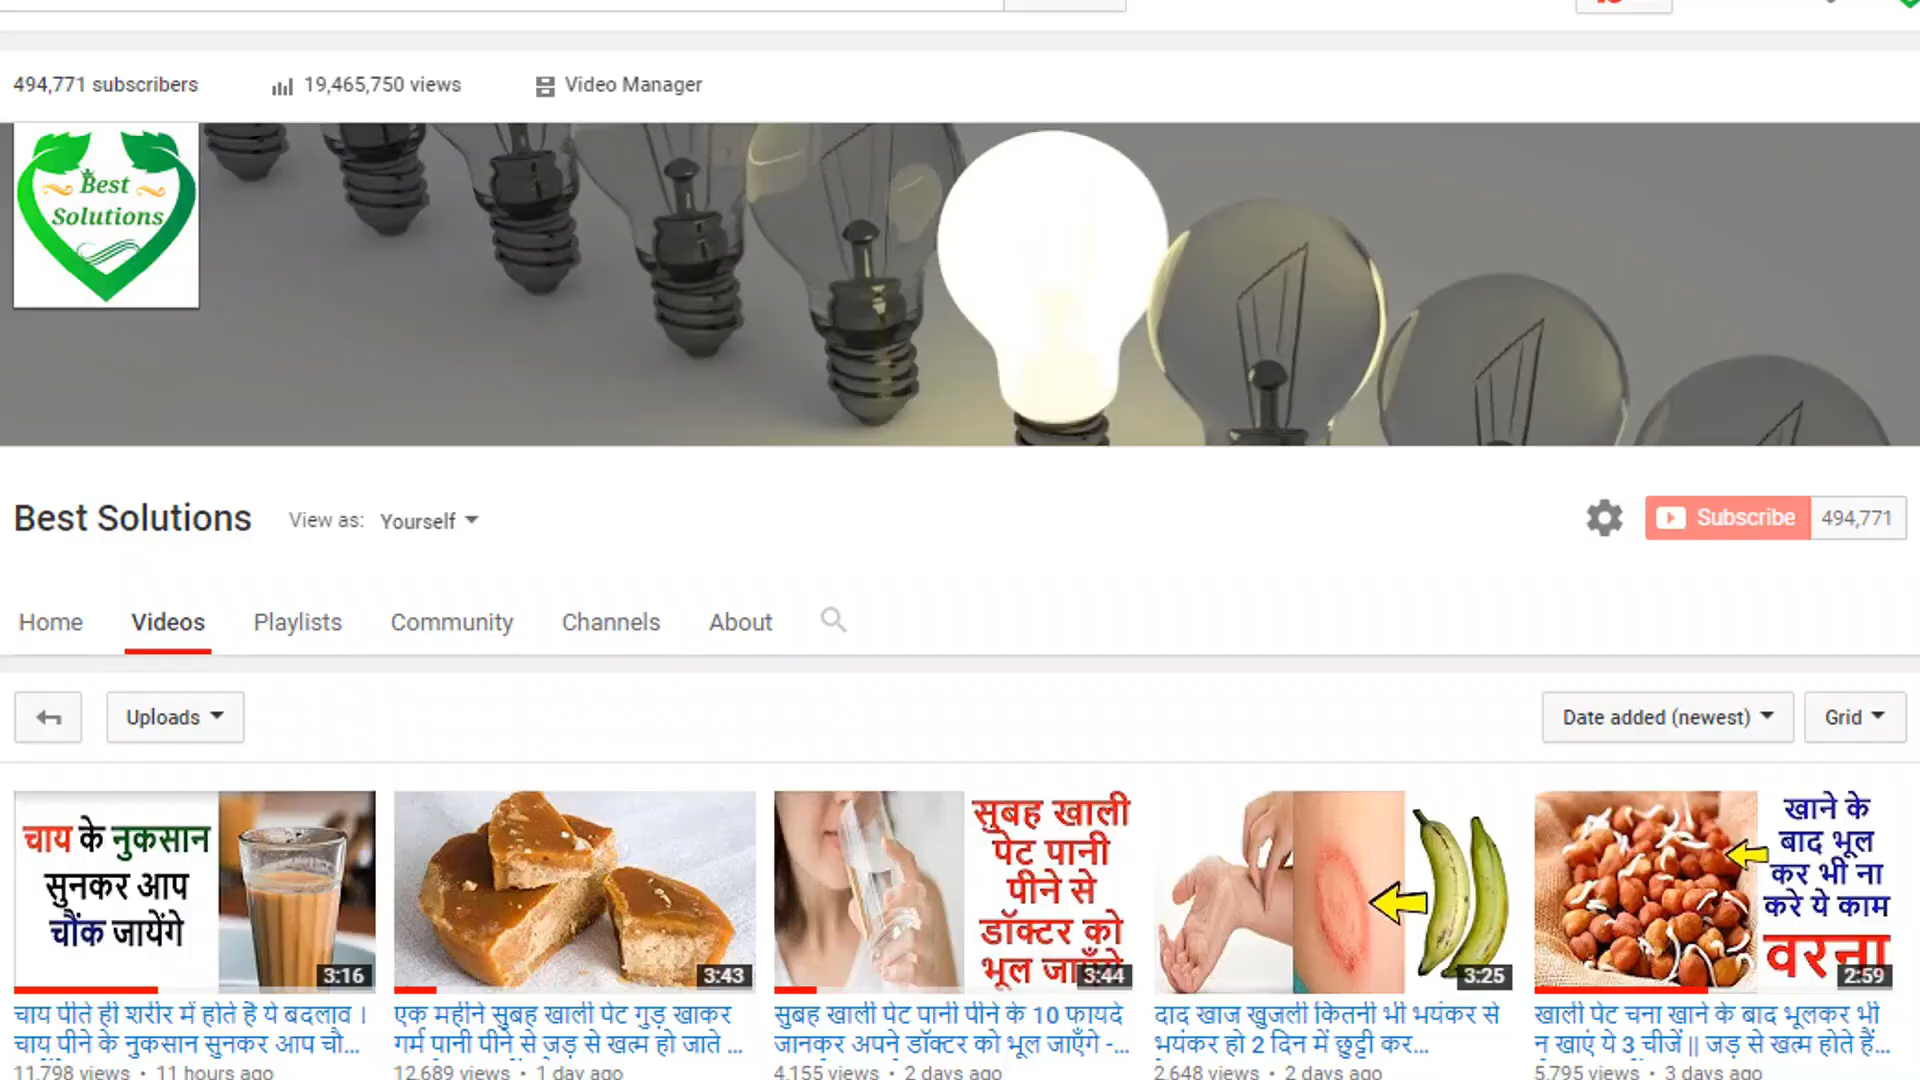 494,771 subscribers
19,465,750 views
Video Manager
Best
Solutions
Best Solutions
View as: Yourself
Subscribe 494,771
Home
Videos
Playlists
Community
Channels
About
Uploads
Date added (newest)
Grid
चाय के नुकसान
सुनकर आप
चौंक जायेंगे
3:16
3:43
सुबह खाली
पेट पानी
पीने से
डॉक्टर को
भूल जाएँगे
3:44
3:25
खाने के
बाद भूल
कर भी ना
करे ये काम
वरना
2:59
चाय पीते ही शरीर में होते है ये बदलाव ।
चाय पीने के नुकसान सुनकर आप चौ...
11,798 views • 11 hours ago
एक महीने सुबह खाली पेट गुड़ खाकर
गर्म पानी पीने से जड़ से खत्म हो जाते ...
12,689 views • 1 day ago
सुबह खाली पेट पानी पीने के 10 फायदे
जानकर अपने डॉक्टर को भूल जाएँगे -...
4,155 views • 2 days ago
दाद खाज खुजली कितनी भी भयंकर से
भयंकर हो 2 दिन में छुट्टी कर...
2,648 views • 2 days ago
खाली पेट चना खाने के बाद भूलकर भी
न खाएं ये 3 चीजें || जड़ से खत्म होते हैं...
5,795 views • 3 days ago